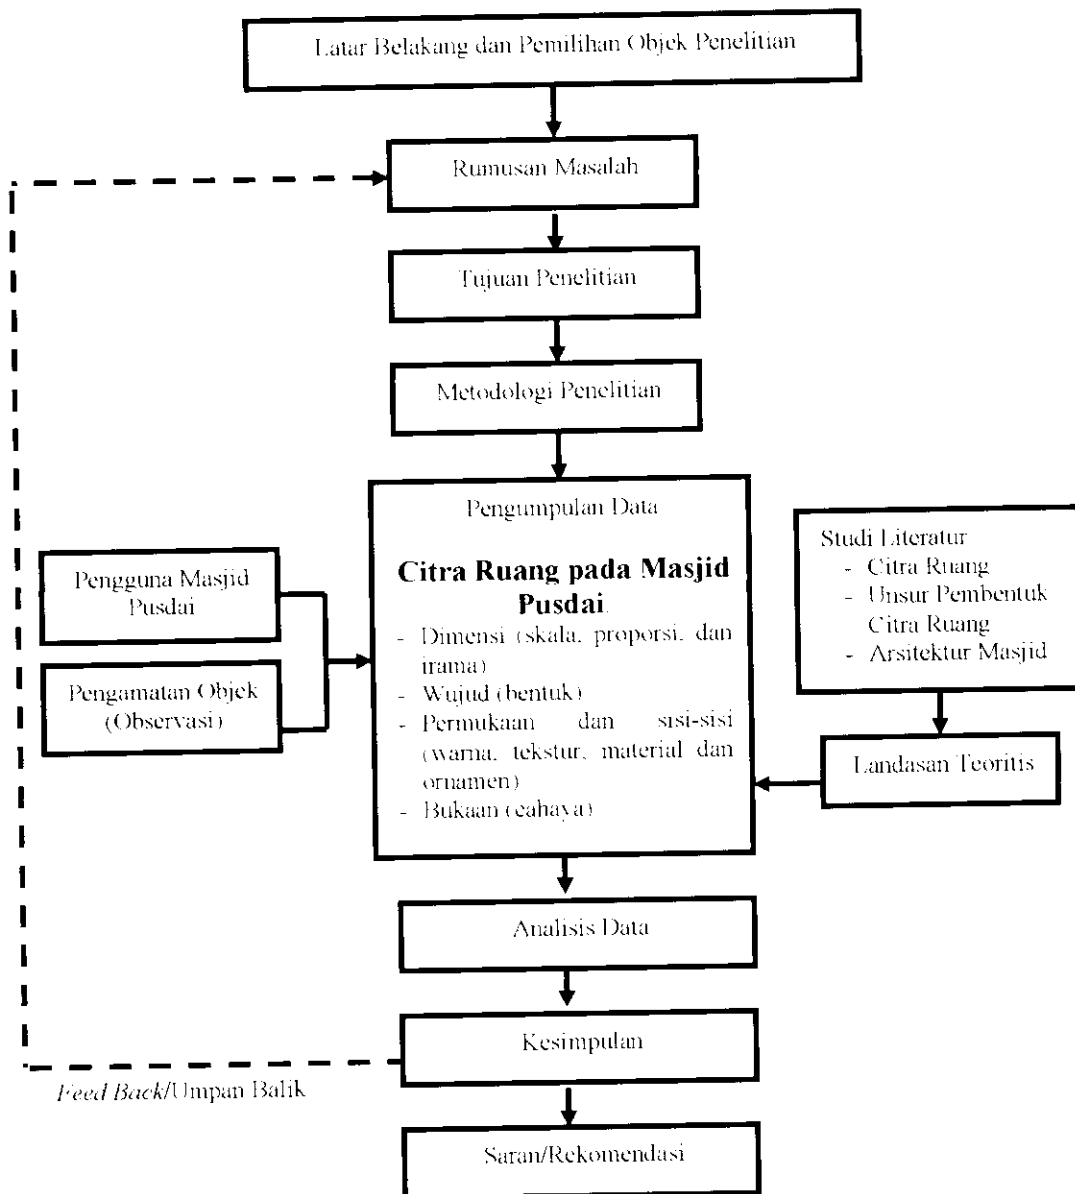 Latar Belakang dan Pemilihan Objek Penelitian
Rumusan Masalah
Tujuan Penelitian
Metodologi Penelitian
Pengumpulan Data
Citra Ruang pada Masjid
Pusdai.
- Dimensi (skala, proporsi, dan
irama)
- Wujud (bentuk)
- Permukaan dan sisi-sisi
(warna, tekstur, material dan
ornamen)
- Bukaan (cahaya)
Pengguna Masjid
Pusdai
Pengamatan Objek
(Observasi)
Studi Literatur
- Citra Ruang
- Unsur Pembentuk
Citra Ruang
- Arsitektur Masjid
Landasan Teoritis
Analisis Data
Kesimpulan
Feed Back/Umpan Balik
Saran/Rekomendasi